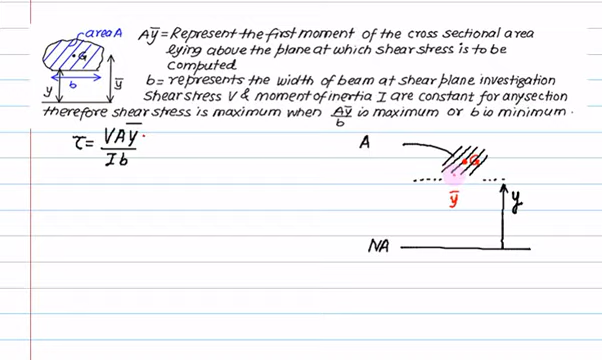 area A
G
y
b
ȳ
Aȳ = Represent the first moment of the cross sectional area
lying above the plane at which shear stress is to be
computed
b = represents the width of beam at shear plane investigation
Shear stress V & moment of inertia I are constant for any section
therefore shear stress is maximum when Aȳ/b is maximum or b is minimum.
τ = VAȳ / Ib
A
G
ȳ
y
NA